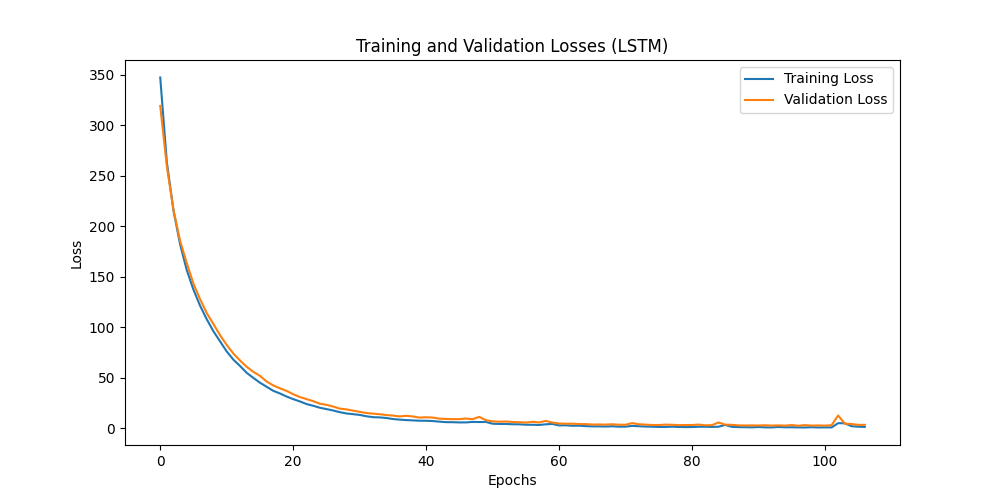 Training and Validation Losses (LSTM)
Training Loss
Validation Loss
Loss
350
300
250
200
150
100
50
0
0 20 40 60 80 100
Epochs